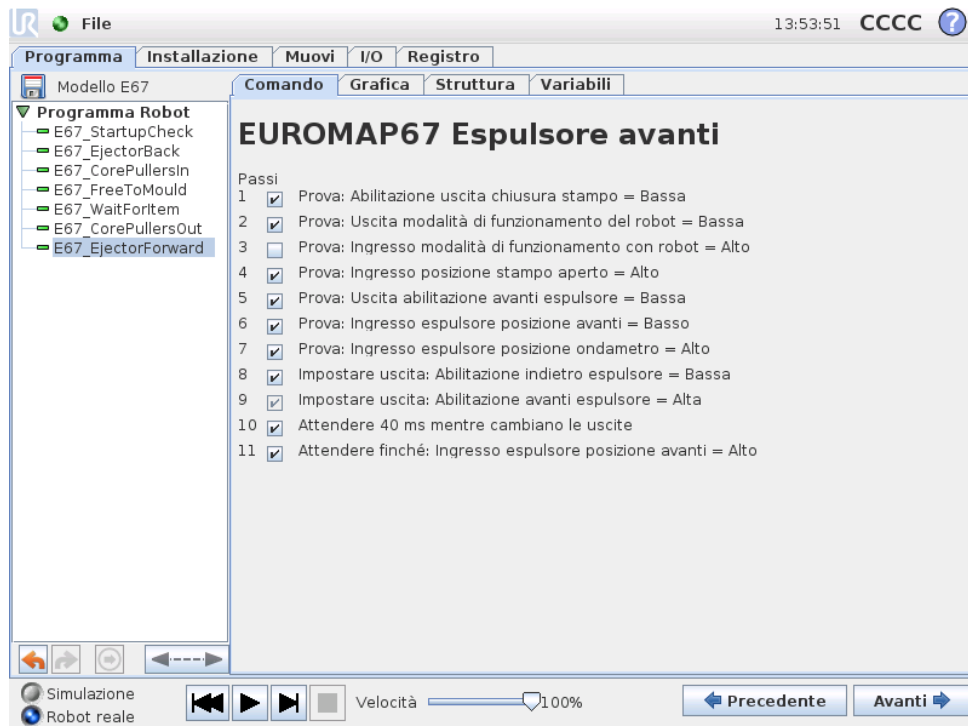 UR File 13:53:51 CCCC ?
Programma Installazione Muovi I/O Registro
Modello E67
Comando Grafica Struttura Variabili
Programma Robot
E67_StartupCheck
E67_EjectorBack
E67_CorePullersIn
E67_FreeToMould
E67_WaitForItem
E67_CorePullersOut
E67_EjectorForward
EUROMAP67 Espulsore avanti
Passi
1 Prova: Abilitazione uscita chiusura stampo = Bassa
2 Prova: Uscita modalità di funzionamento del robot = Bassa
3 Prova: Ingresso modalità di funzionamento con robot = Alto
4 Prova: Ingresso posizione stampo aperto = Alto
5 Prova: Uscita abilitazione avanti espulsore = Bassa
6 Prova: Ingresso espulsore posizione avanti = Basso
7 Prova: Ingresso espulsore posizione ondametro = Alto
8 Impostare uscita: Abilitazione indietro espulsore = Bassa
9 Impostare uscita: Abilitazione avanti espulsore = Alta
10 Attendere 40 ms mentre cambiano le uscite
11 Attendere finché: Ingresso espulsore posizione avanti = Alto
Simulazione
Robot reale
Velocità 100%
Precedente
Avanti